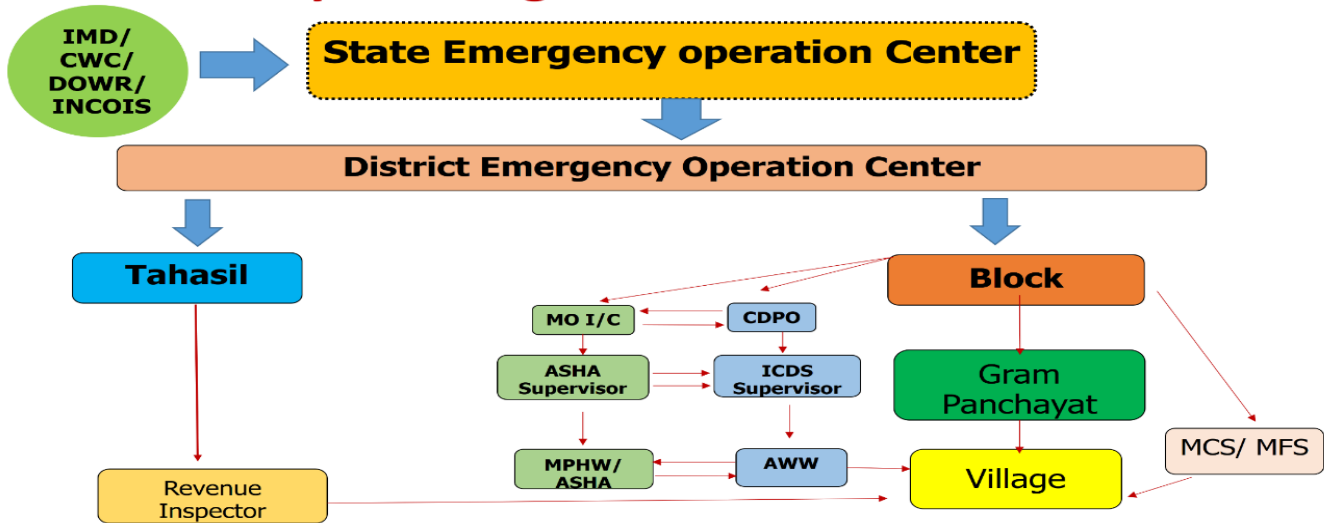 IMD/
CWC/
DOWR/
INCOIS
State Emergency operation Center
District Emergency Operation Center
Tahasil
Block
MO I/C
CDPO
ASHA
Supervisor
ICDS
Supervisor
Gram
Panchayat
MCS/ MFS
MPHW/
ASHA
AWW
Village
Revenue
Inspector